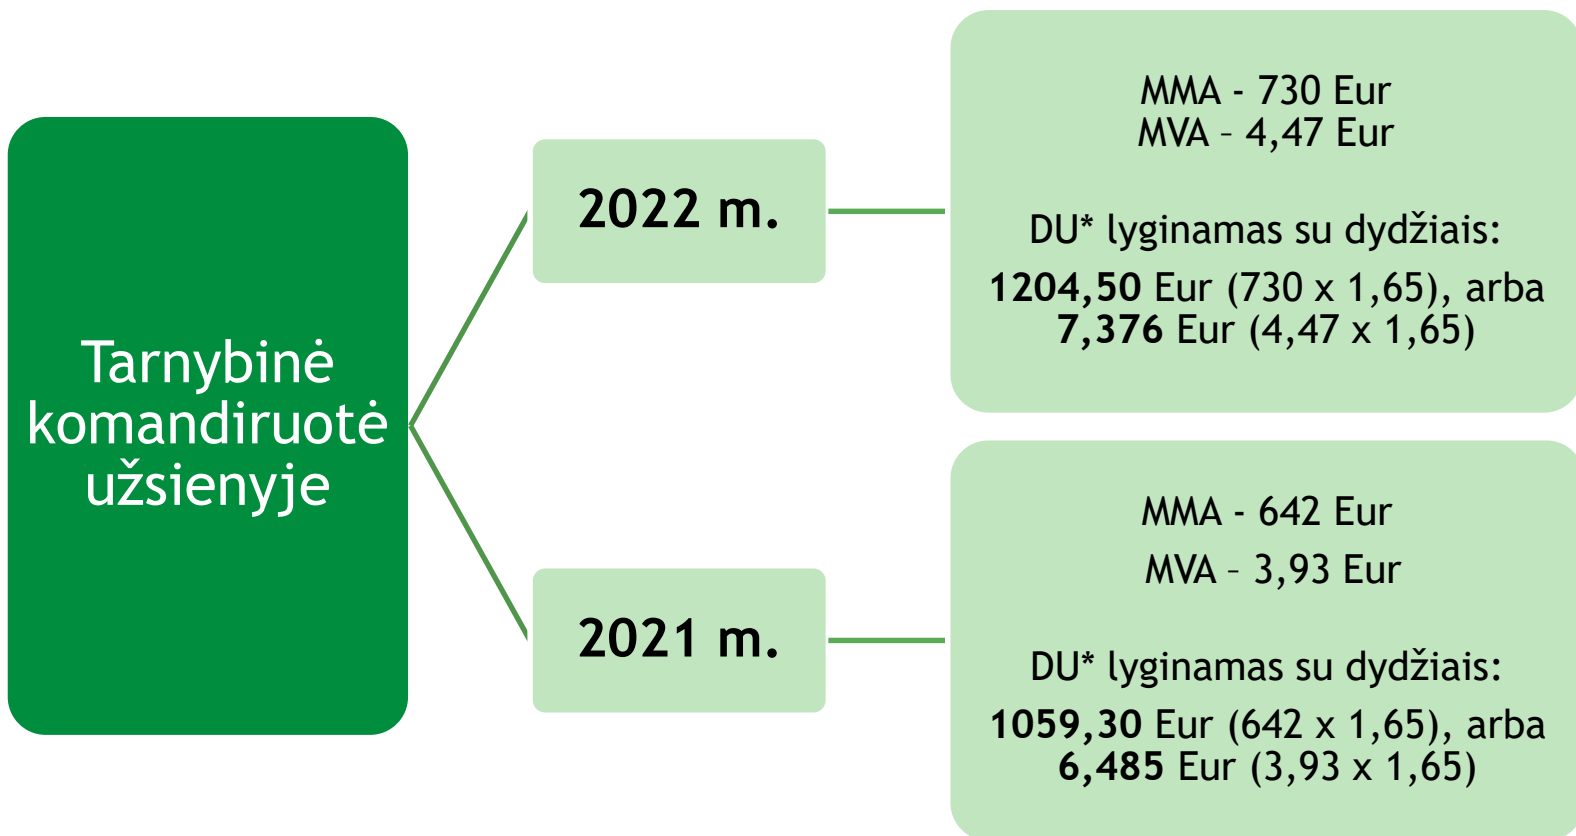 Tarnybinė
komandiruotė
užsienyje
2022 m.
MMA - 730 Eur
MVA – 4,47 Eur
DU* lyginamas su dydžiais:
1204,50 Eur (730 x 1,65), arba
7,376 Eur (4,47 x 1,65)
2021 m.
MMA - 642 Eur
MVA – 3,93 Eur
DU* lyginamas su dydžiais:
1059,30 Eur (642 x 1,65), arba
6,485 Eur (3,93 x 1,65)